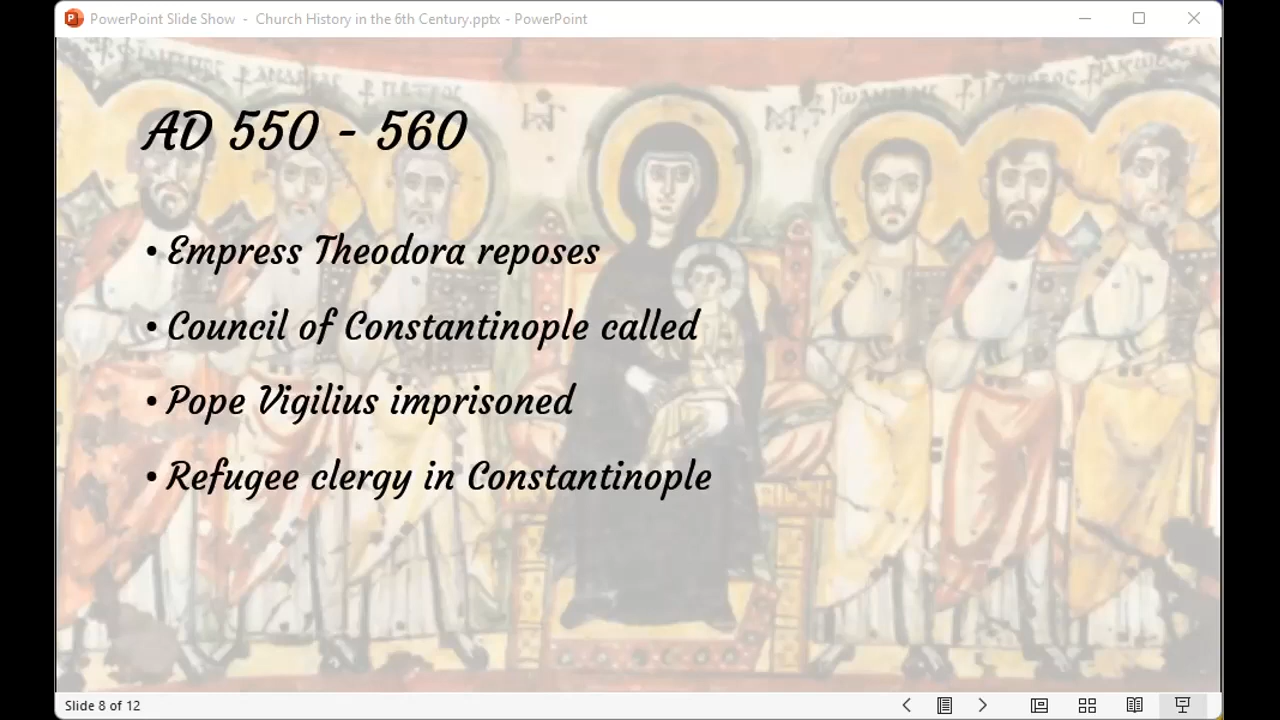 PowerPoint Slide Show - Church History in the 6th Century.pptx - PowerPoint
AD 550 - 560
• Empress Theodora reposes
• Council of Constantinople called
• Pope Vigilius imprisoned
• Refugee clergy in Constantinople
Slide 8 of 12